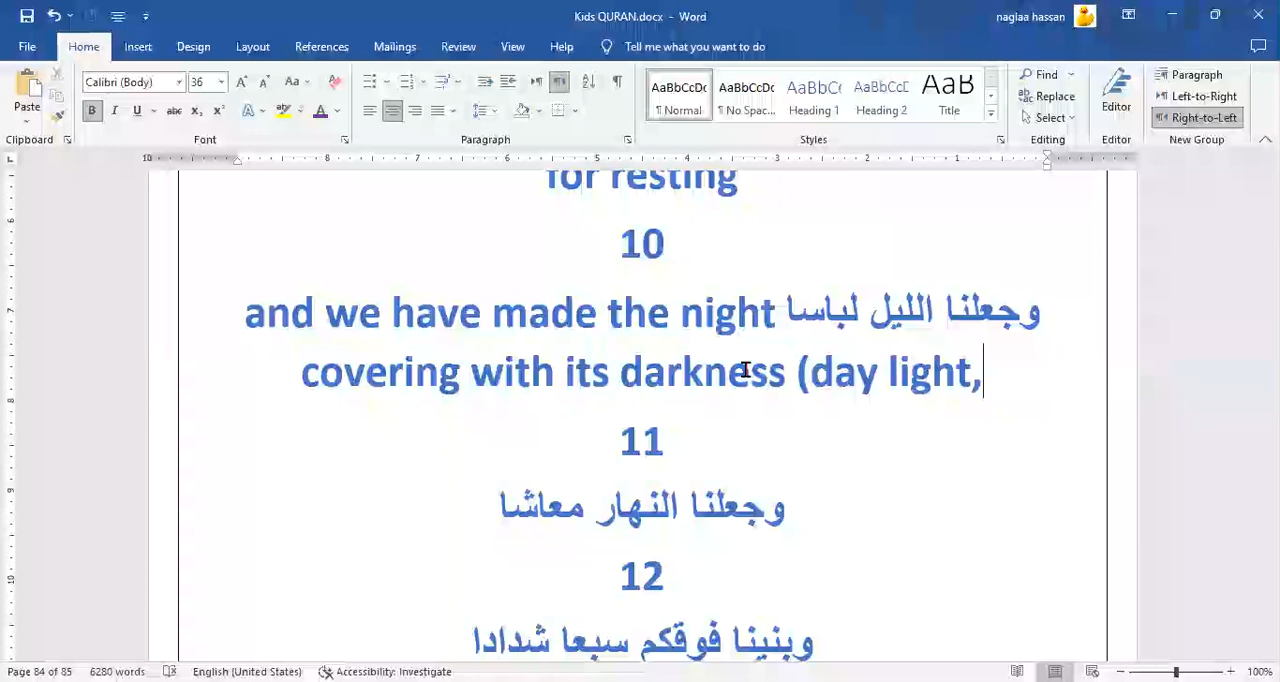 Kids QURAN.docx - Word
naglaa hassan
File Home Insert Design Layout References Mailings Review View Help Tell me what you want to do
Paste
Clipboard
Calibri (Body) 36
Font
Paragraph
AaBbCcDc AaBbCcDc AaBbC( AaBbCcE AaB
¶ Normal ¶ No Spac... Heading 1 Heading 2 Title
Styles
Find
Replace
Select
Editing
Editor
Editor
Paragraph
Left-to-Right
Right-to-Left
New Group
for resting
10
and we have made the night وجعلنا الليل لباسا
covering with its darkness (day light,
11
وجعلنا النهار معاشا
12
وبنينا فوقكم سبعا شدادا
Page 84 of 85 6280 words English (United States) Accessibility: Investigate 100%